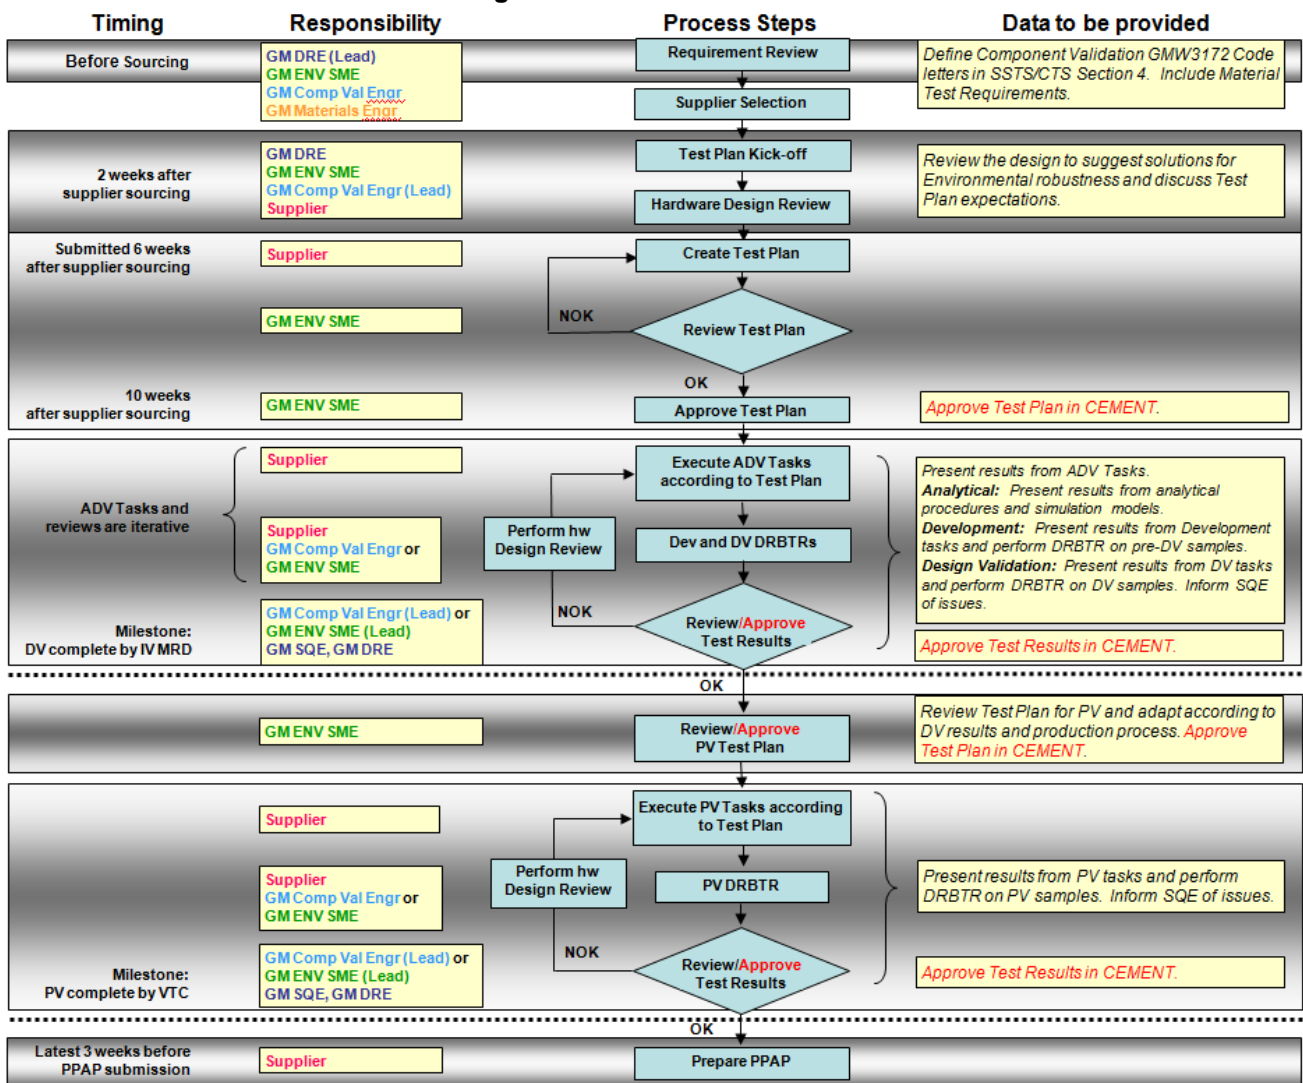 Timing
Responsibility
Process Steps
Data to be provided
Before Sourcing
GM DRE (Lead)
GM ENV SME
GM Comp Val Engr
GM Materials Engr
Requirement Review
Supplier Selection
Define Component Validation GMW3172 Code
letters in SSTS/CTS Section 4. Include Material
Test Requirements.
2 weeks after
supplier sourcing
GM DRE
GM ENV SME
GM Comp Val Engr (Lead)
Supplier
Test Plan Kick-off
Hardware Design Review
Review the design to suggest solutions for
Environmental robustness and discuss Test
Plan expectations.
Submitted 6 weeks
after supplier sourcing
Supplier
Create Test Plan
GM ENV SME
NOK
Review Test Plan
OK
10 weeks
after supplier sourcing
GM ENV SME
Approve Test Plan
Approve Test Plan in CEMENT.
ADV Tasks and
reviews are iterative
Supplier
Execute ADV Tasks
according to Test Plan
Supplier
GM Comp Val Engr or
GM ENV SME
Perform hw
Design Review
Dev and DV DRBTRs
Present results from ADV Tasks.
Analytical: Present results from analytical
procedures and simulation models.
Development: Present results from Development
tasks and perform DRBTR on pre-DV samples.
Design Validation: Present results from DV tasks
and perform DRBTR on DV samples. Inform SQE
of issues.
Milestone:
DV complete by IV MRD
GM Comp Val Engr (Lead) or
GM ENV SME (Lead)
GM SQE, GM DRE
NOK
Review/Approve
Test Results
Approve Test Results in CEMENT.
OK
GM ENV SME
Review/Approve
PV Test Plan
Review Test Plan for PV and adapt according to
DV results and production process. Approve
Test Plan in CEMENT.
Supplier
Execute PV Tasks according
to Test Plan
Supplier
GM Comp Val Engr or
GM ENV SME
Perform hw
Design Review
PV DRBTR
Present results from PV tasks and perform
DRBTR on PV samples. Inform SQE of issues.
Milestone:
PV complete by VTC
GM Comp Val Engr (Lead) or
GM ENV SME (Lead)
GM SQE, GM DRE
NOK
Review/Approve
Test Results
Approve Test Results in CEMENT.
OK
Latest 3 weeks before
PPAP submission
Supplier
Prepare PPAP